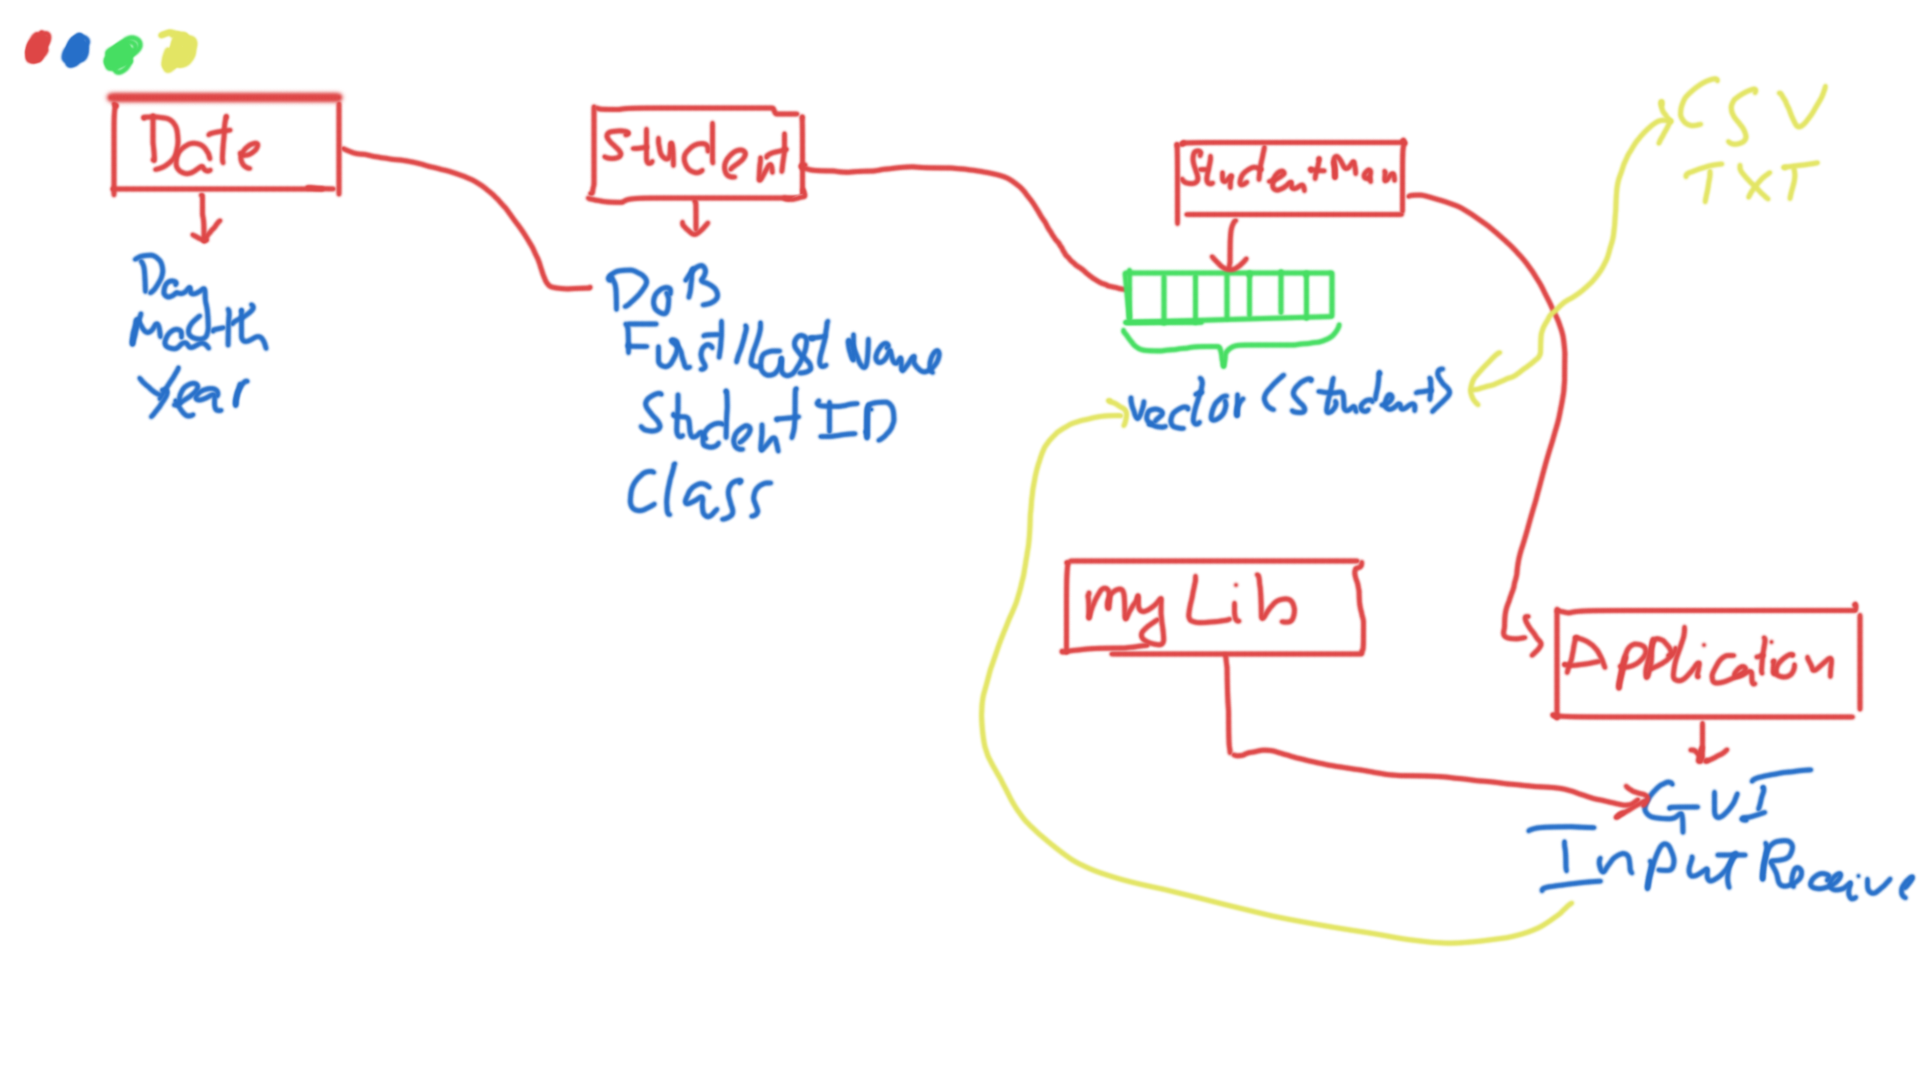 Date
Day
Month
Year
Student
DoB
First/Last Name
Student ID
Class
StudentMan
vector <Student>
CSV
TXT
MyLib
Application
GUI
Input Receive